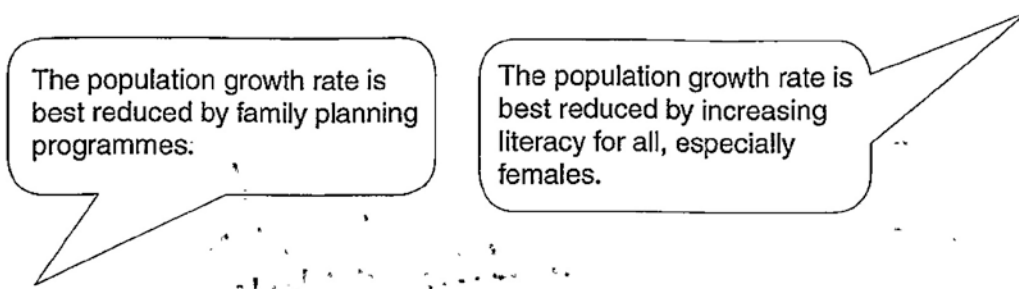 The population growth rate is
best reduced by family planning
programmes.
The population growth rate is
best reduced by increasing
literacy for all, especially
females.